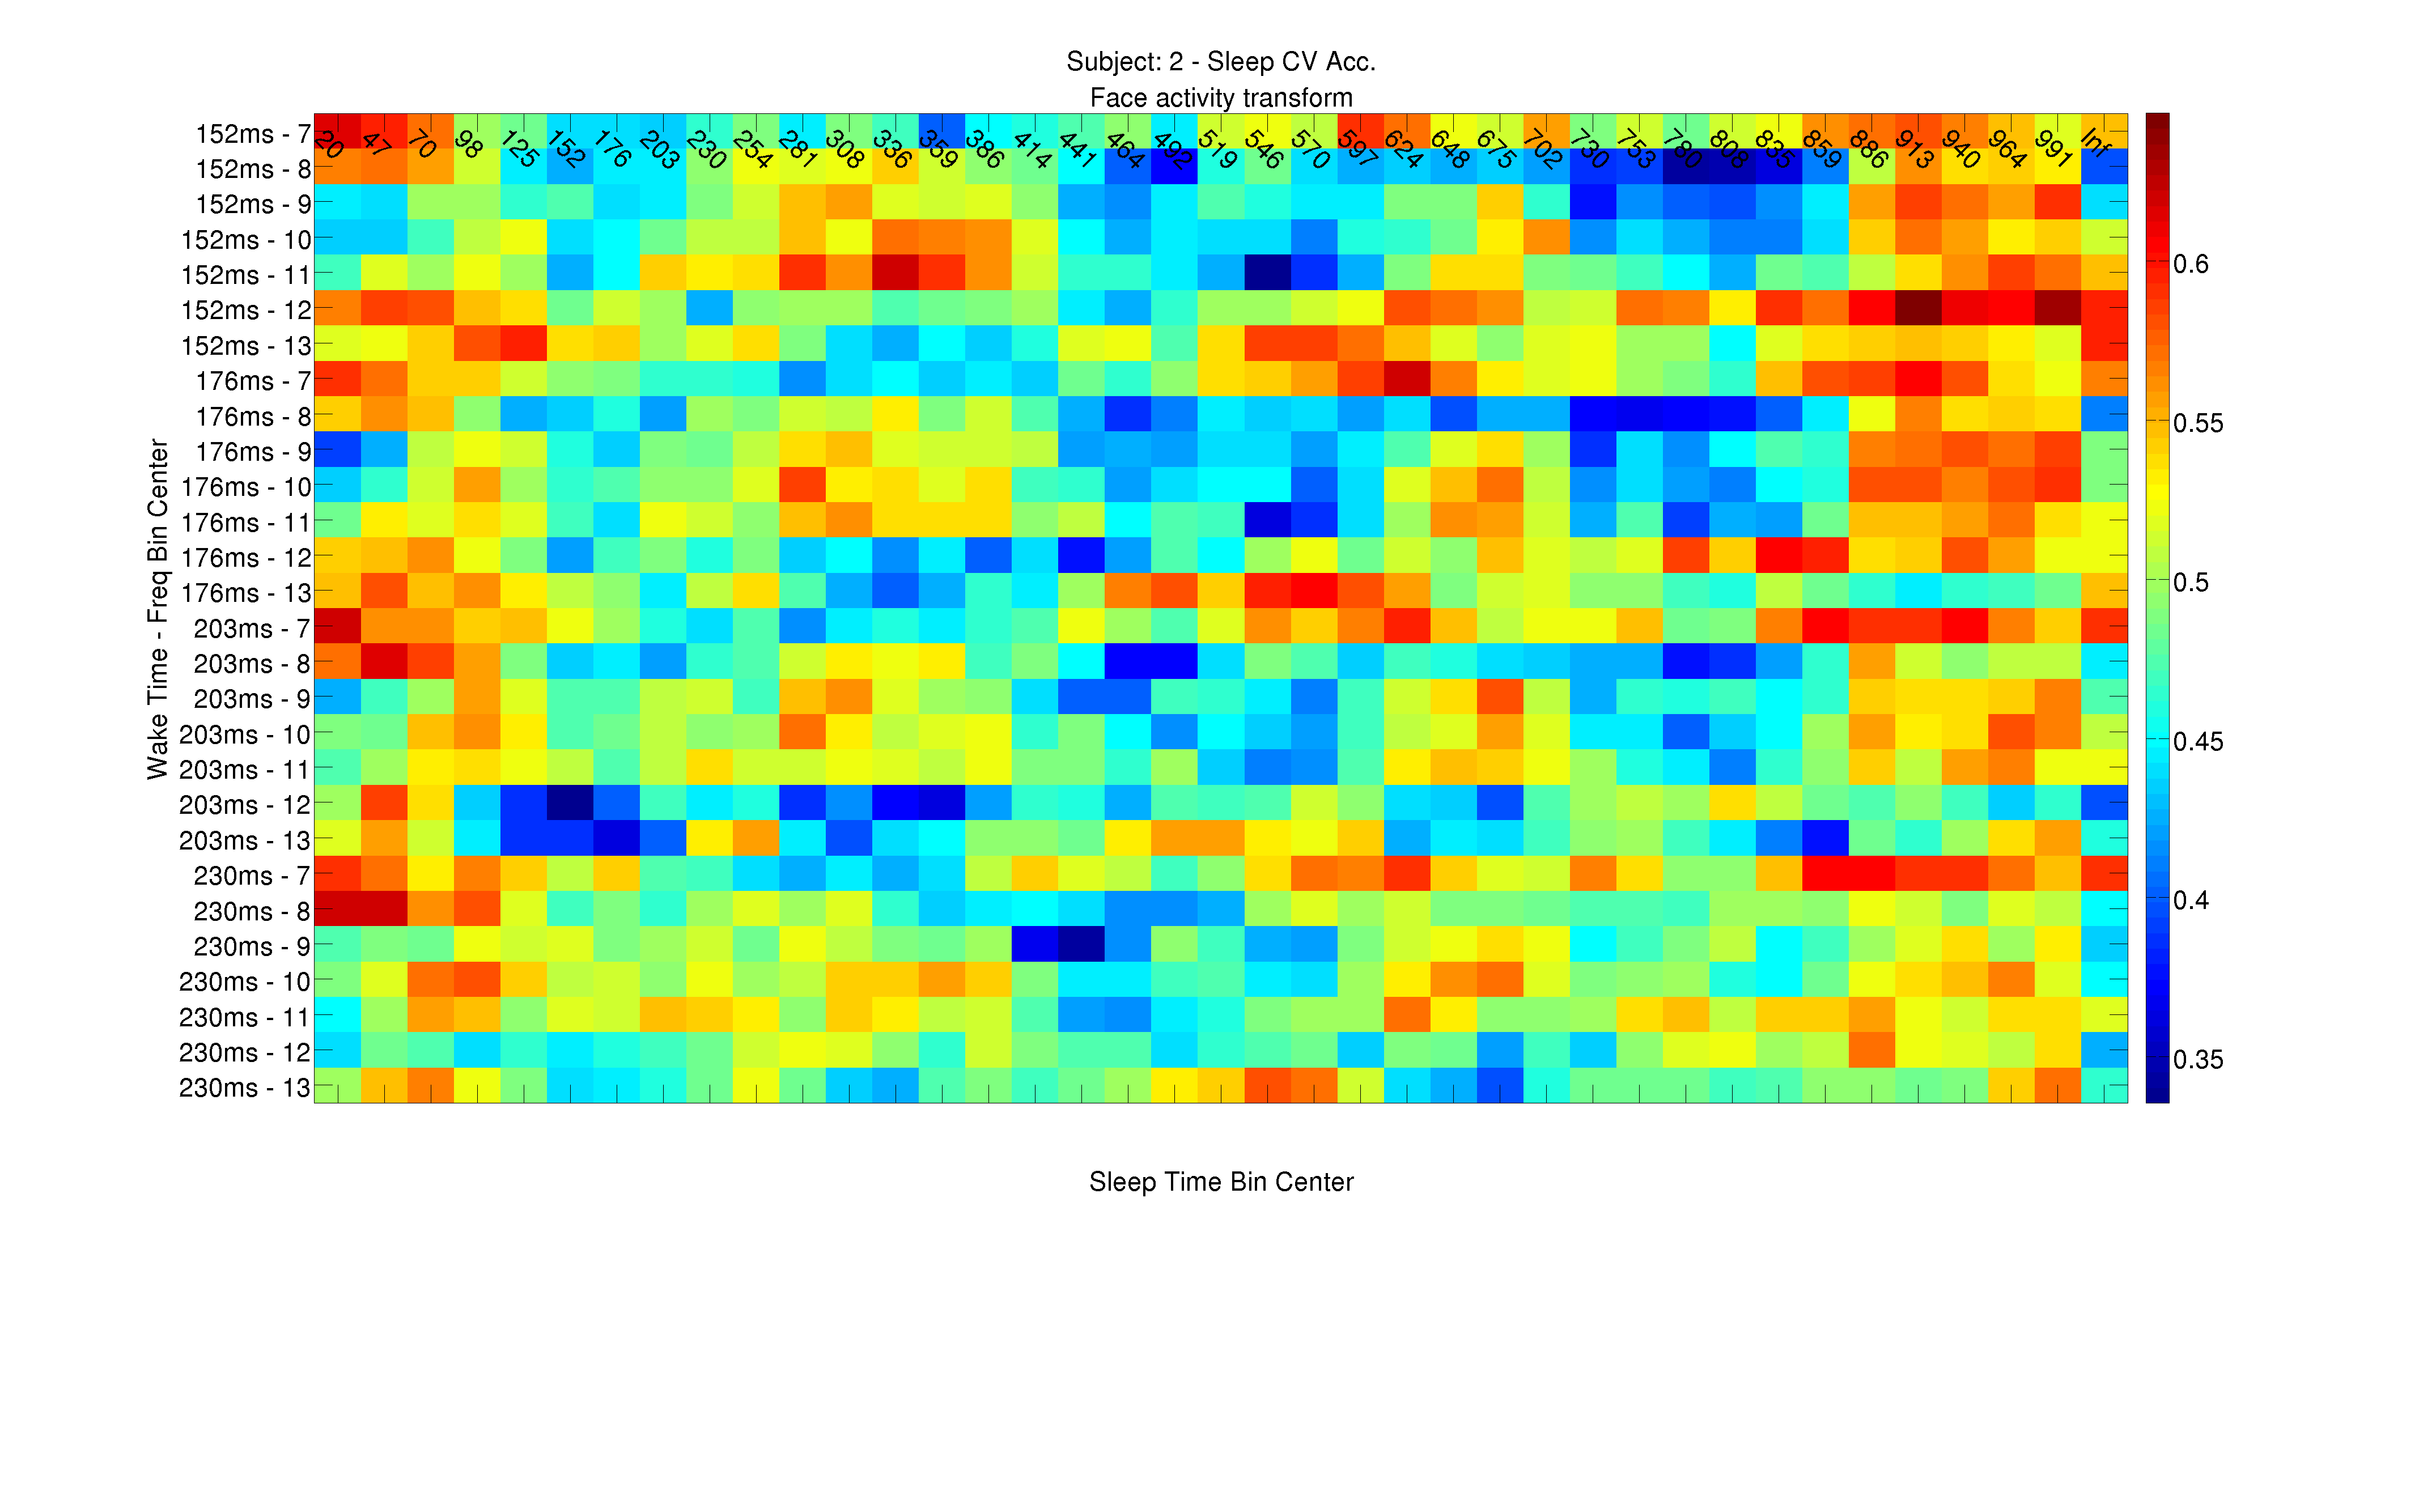 Subject: 2 - Sleep CV Acc.
Face activity transform
152ms - 7
152ms - 8
152ms - 9
152ms - 10
152ms - 11
152ms - 12
152ms - 13
176ms - 7
176ms - 8
176ms - 9
176ms - 10
176ms - 11
176ms - 12
176ms - 13
203ms - 7
203ms - 8
203ms - 9
203ms - 10
203ms - 11
203ms - 12
203ms - 13
230ms - 7
230ms - 8
230ms - 9
230ms - 10
230ms - 11
230ms - 12
230ms - 13
Wake Time - Freq Bin Center
20 47 70 98 125 152 176 203 230 254 281 308 336 359 386 414 441 464 492 519 546 570 597 624 648 675 702 730 753 780 808 835 859 886 913 940 964 991 Inf
0.6
0.55
0.5
0.45
0.4
0.35
Sleep Time Bin Center